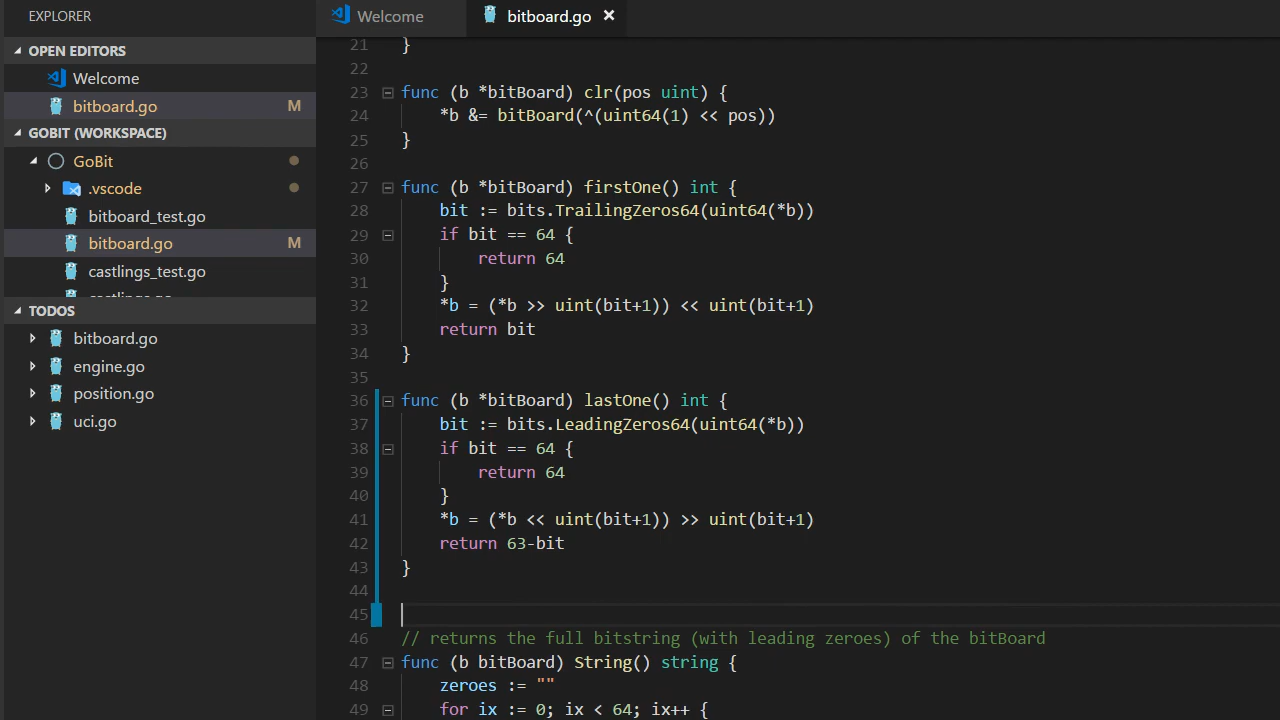 EXPLORER
OPEN EDITORS
Welcome
bitboard.go M
GOBIT (WORKSPACE)
GoBit
.vscode
bitboard_test.go
bitboard.go M
castlings_test.go
castlings.go
TODOS
bitboard.go
engine.go
position.go
uci.go
Welcome bitboard.go
21 }
22
23 func (b *bitBoard) clr(pos uint) {
24 *b &= bitBoard(^(uint64(1) << pos))
25 }
26
27 func (b *bitBoard) firstOne() int {
28 bit := bits.TrailingZeros64(uint64(*b))
29 if bit == 64 {
30 return 64
31 }
32 *b = (*b >> uint(bit+1)) << uint(bit+1)
33 return bit
34 }
35
36 func (b *bitBoard) lastOne() int {
37 bit := bits.LeadingZeros64(uint64(*b))
38 if bit == 64 {
39 return 64
40 }
41 *b = (*b << uint(bit+1)) >> uint(bit+1)
42 return 63-bit
43 }
44
45
46 // returns the full bitstring (with leading zeroes) of the bitBoard
47 func (b bitBoard) String() string {
48 zeroes := ""
49 for ix := 0; ix < 64; ix++ {